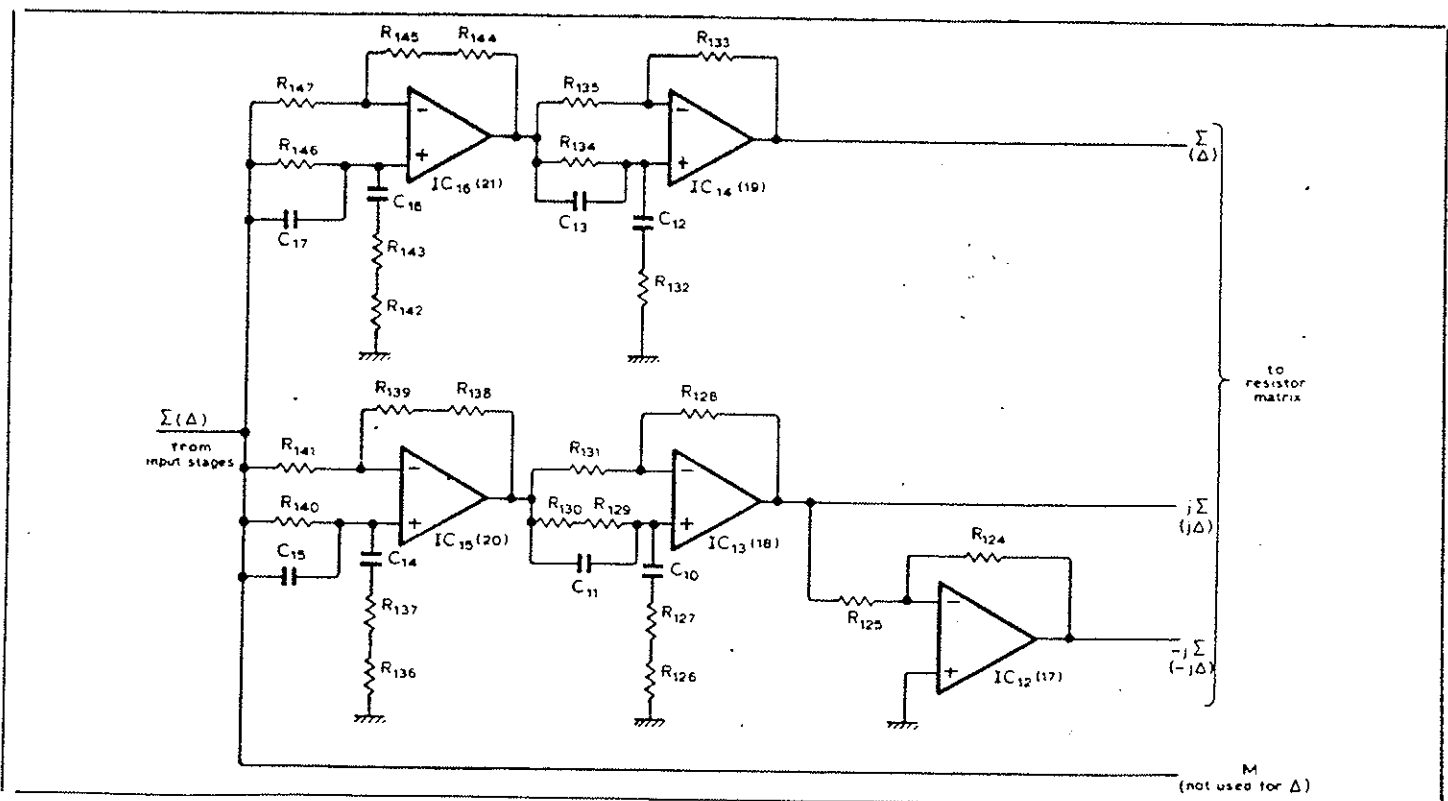 R145 R144
R133
R147
R135
R146
R134
IC16 (21)
IC14 (19)
C16
C17
C13
C12
R143
R132
R142
Σ
(Δ)
to
resistor
matrix
R139 R138
R128
Σ(Δ)
from
input stages
R141
R131
R140
R130 R129
jΣ
(jΔ)
IC15 (20)
IC13 (18)
R124
C15
C14
C11
C10
R125
R137
R127
-jΣ
(-jΔ)
R136
R126
IC12 (17)
M
(not used for Δ)